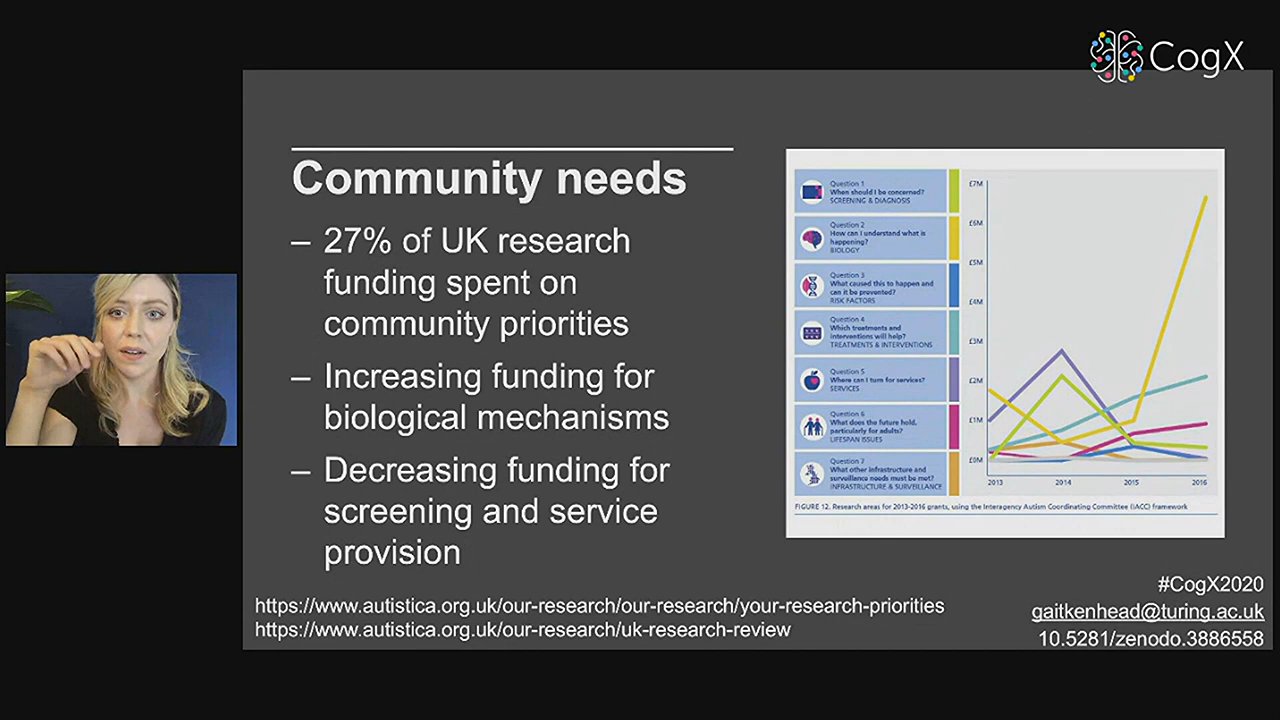 CogX
Community needs
– 27% of UK research
funding spent on
community priorities
– Increasing funding for
biological mechanisms
– Decreasing funding for
screening and service
provision
https://www.autistica.org.uk/our-research/our-research/your-research-priorities
https://www.autistica.org.uk/our-research/uk-research-review
Question 1
When should I be concerned?
SCREENING & DIAGNOSIS
Question 2
How can I understand what is
happening?
BIOLOGY
Question 3
What caused this to happen and
can it be prevented?
RISK FACTORS
Question 4
Which treatments and
interventions will help?
TREATMENTS & INTERVENTIONS
Question 5
Where can I turn for services?
SERVICES
Question 6
What does the future hold,
particularly for adults?
LIFESPAN ISSUES
Question 7
What other infrastructure and
surveillance needs must be met?
INFRASTRUCTURE & SURVEILLANCE
£7M
£6M
£5M
£4M
£3M
£2M
£1M
£0M
2013 2014 2015 2016
FIGURE 12. Research areas for 2013-2016 grants, using the Interagency Autism Coordinating Committee (IACC) framework
#CogX2020
gaitkenhead@turing.ac.uk
10.5281/zenodo.3886558